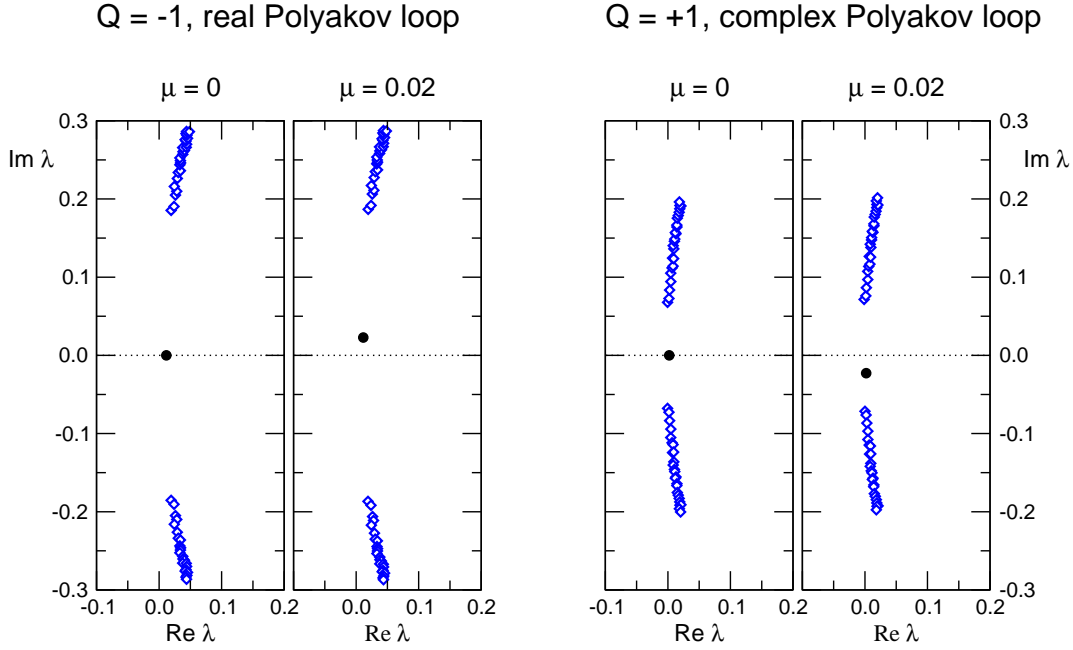 Q = -1, real Polyakov loop
Q = +1, complex Polyakov loop
μ = 0
μ = 0.02
μ = 0
μ = 0.02
Im λ
0.3
0.2
0.1
0.0
-0.1
-0.2
-0.3
0.3
Im λ
0.2
0.1
0.0
-0.1
-0.2
-0.3
-0.1 0.0 0.1 0.2 0.0 0.1 0.2
-0.1 0.0 0.1 0.2 0.0 0.1 0.2
Re λ
Re λ
Re λ
Re λ